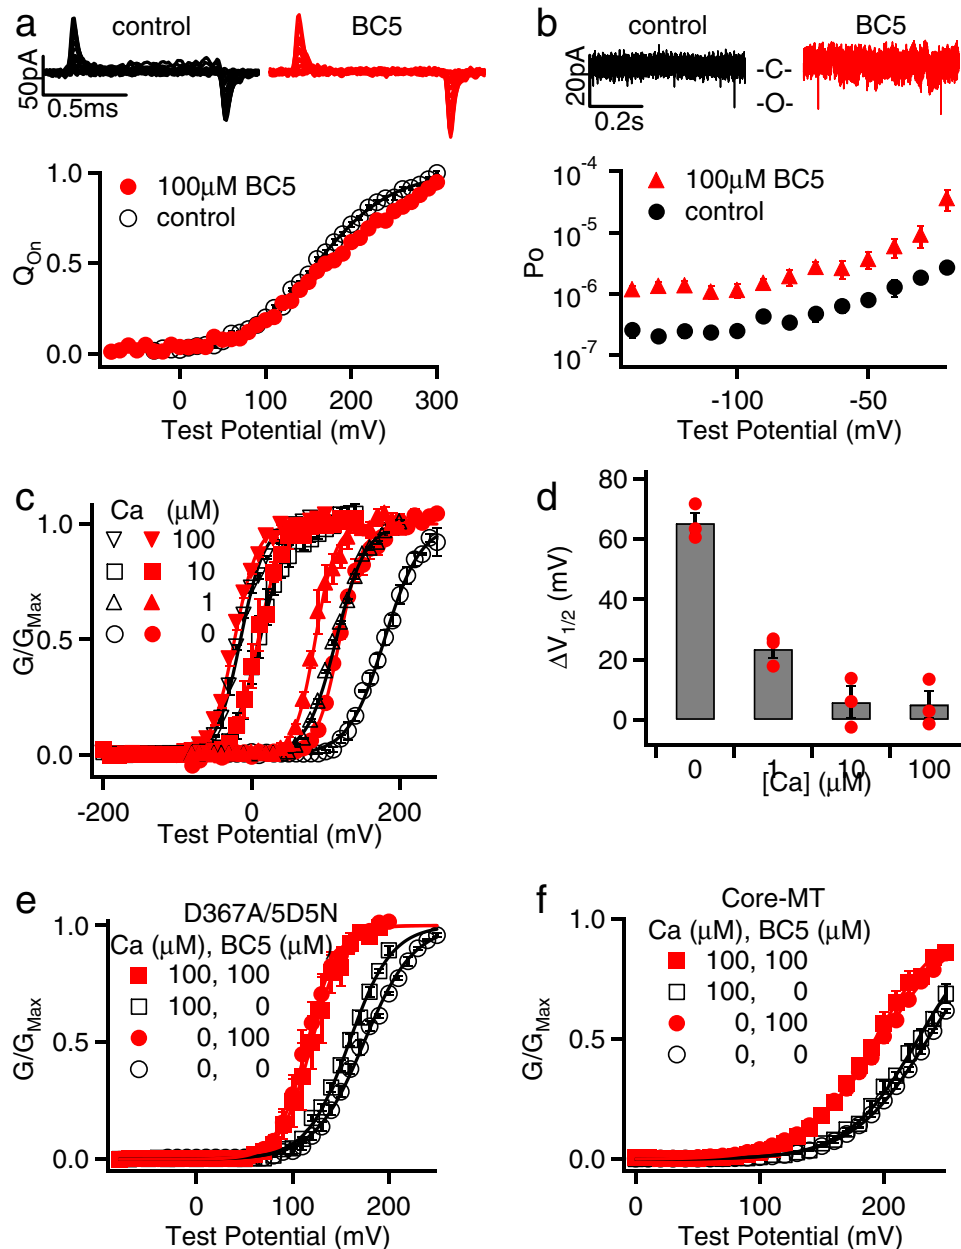 a
control
BC5
50pA
0.5ms
1.0
0.5
0.0
Q_On
100μM BC5
control
0
100
200
300
Test Potential (mV)
b
control
BC5
20pA
-C-
-O-
0.2s
10^-4
10^-5
10^-6
10^-7
Po
100μM BC5
control
-100
-50
Test Potential (mV)
c
Ca (μM)
100
10
1
0
1.0
0.5
0.0
G/G_Max
-200
0
200
Test Potential (mV)
d
80
60
40
20
0
ΔV_1/2 (mV)
0
1
10
100
[Ca] (μM)
e
D367A/5D5N
Ca (μM), BC5 (μM)
100, 100
100, 0
0, 100
0, 0
1.0
0.5
0.0
G/G_Max
0
100
200
Test Potential (mV)
f
Core-MT
Ca (μM), BC5 (μM)
100, 100
100, 0
0, 100
0, 0
1.0
0.5
0.0
G/G_Max
0
100
200
Test Potential (mV)